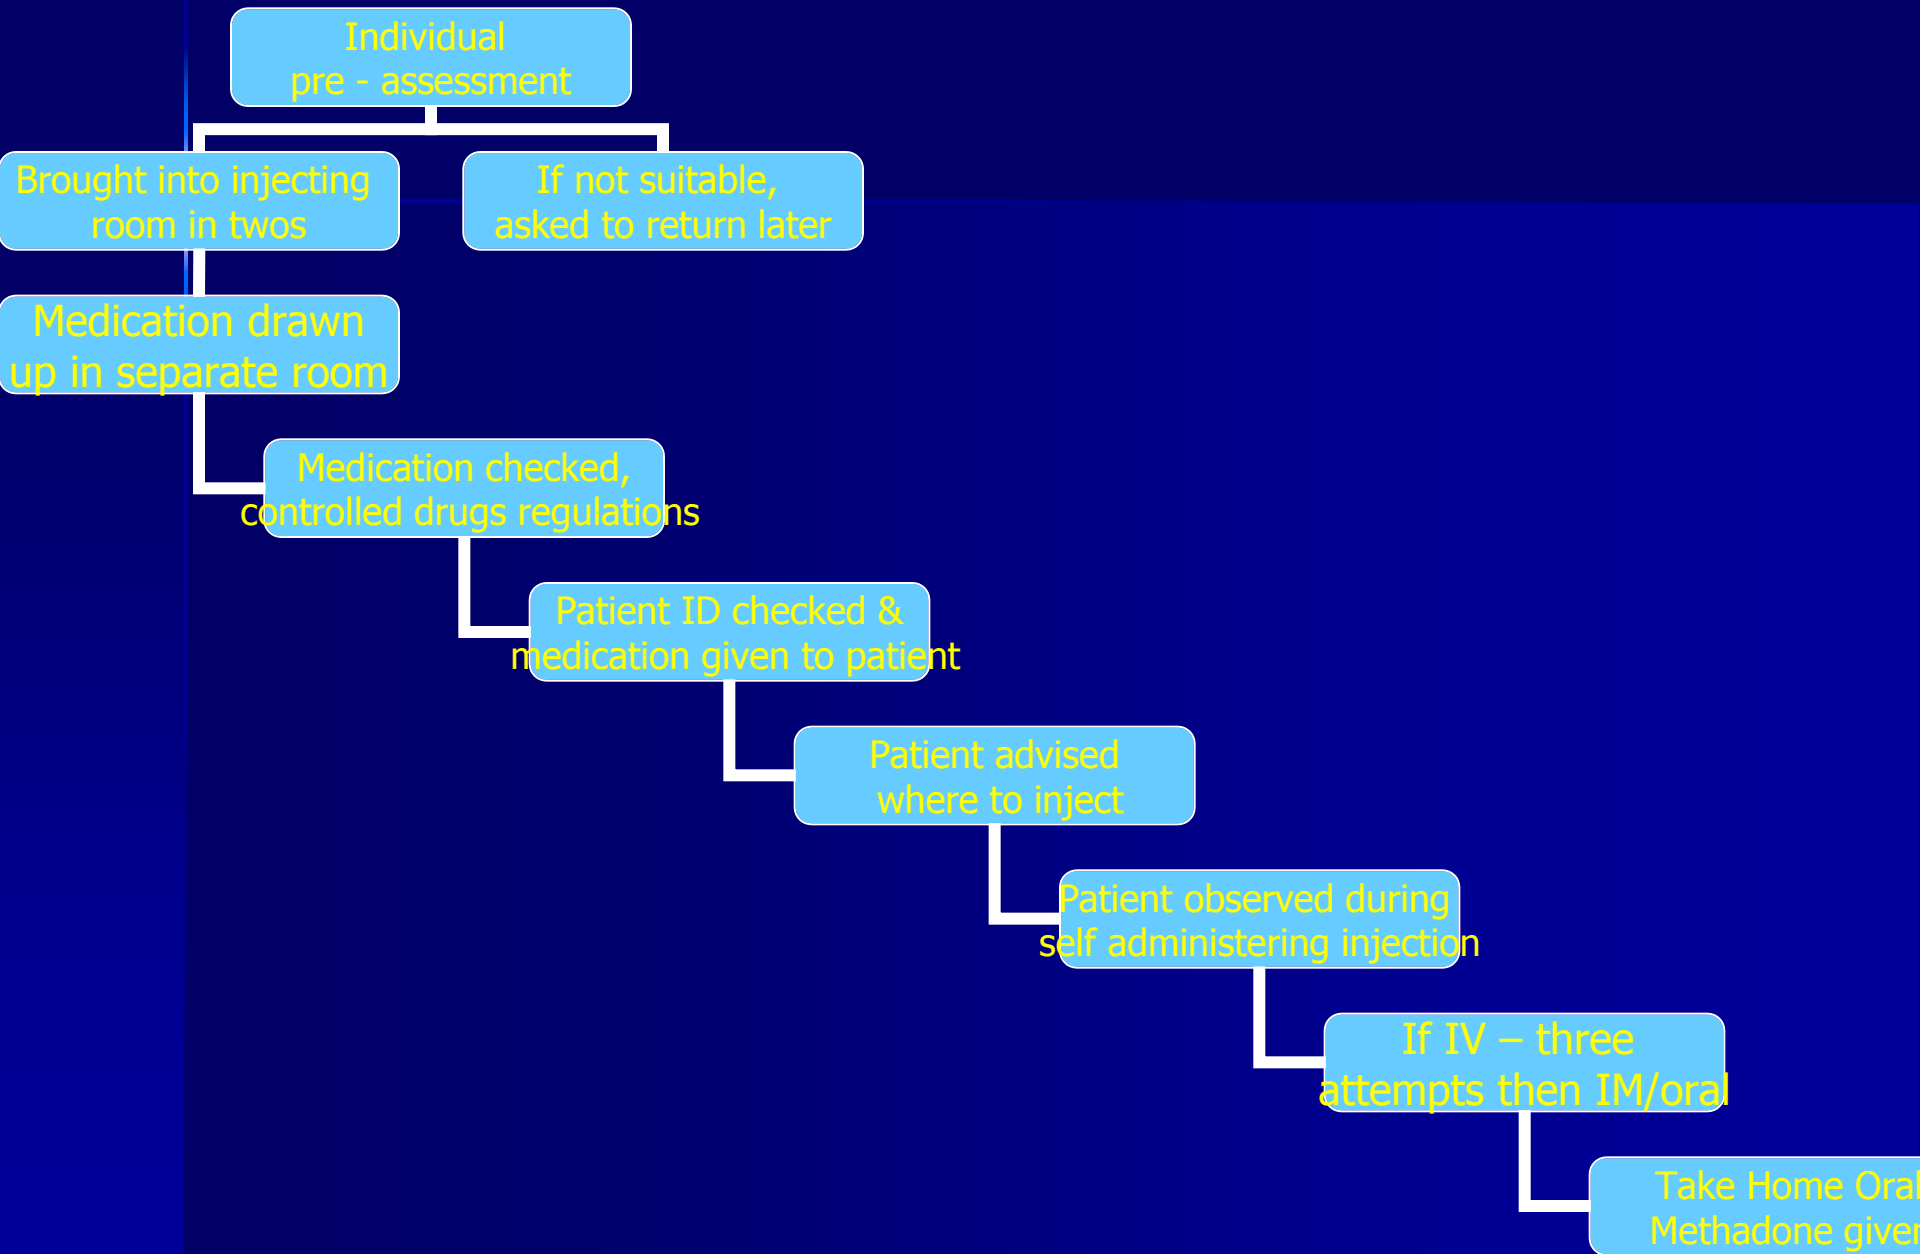 Individual
pre - assessment
Brought into injecting
room in twos
If not suitable,
asked to return later
Medication drawn
up in separate room
Medication checked,
controlled drugs regulations
Patient ID checked &
medication given to patient
Patient advised
where to inject
Patient observed during
self administering injection
If IV – three
attempts then IM/oral
Take Home Oral
Methadone given